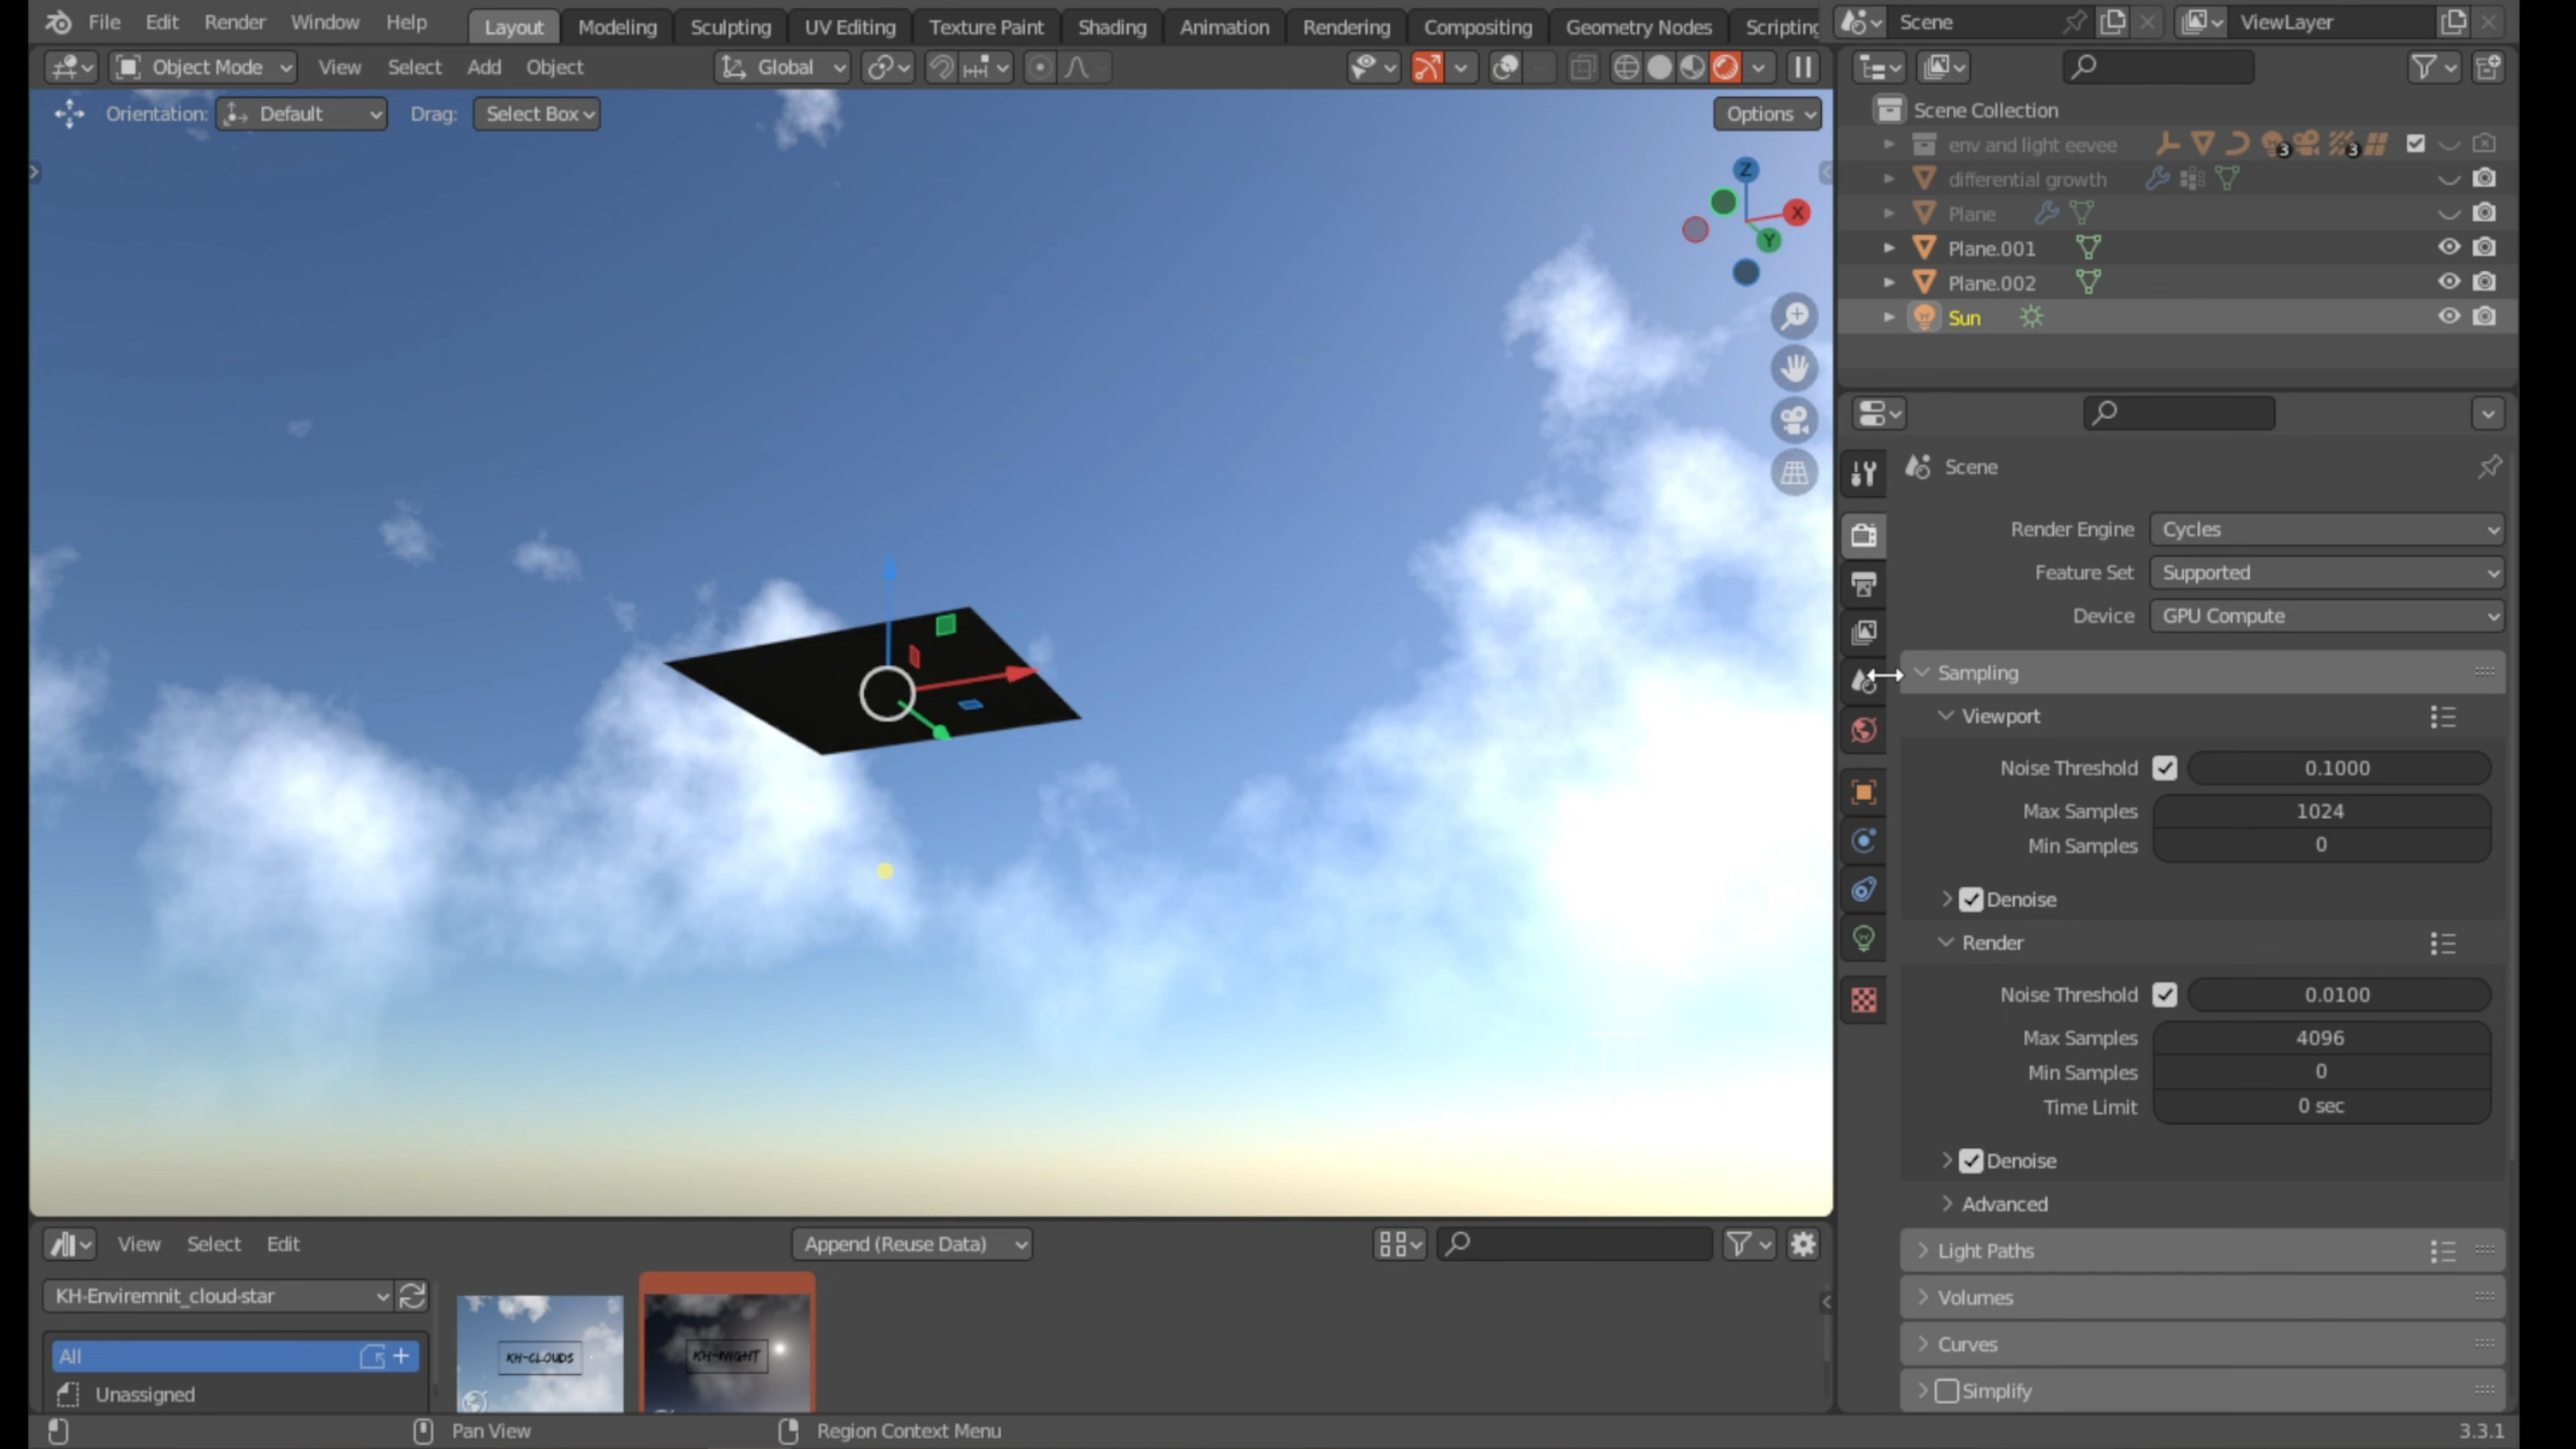 File Edit Render Window Help Layout Modeling Sculpting UV Editing Texture Paint Shading Animation Rendering Compositing Geometry Nodes Scripting Scene ViewLayer
Object Mode View Select Add Object Global
Orientation: Default Drag: Select Box Options
Z
X
Y
Scene Collection
env and light eevee 3 3
differential growth
Plane
Plane.001
Plane.002
Sun
Scene
Render Engine Cycles
Feature Set Supported
Device GPU Compute
Sampling
Viewport
Noise Threshold 0.1000
Max Samples 1024
Min Samples 0
Denoise
Render
Noise Threshold 0.0100
Max Samples 4096
Min Samples 0
Time Limit 0 sec
Denoise
Advanced
Light Paths
Volumes
Curves
Simplify
View Select Edit Append (Reuse Data)
KH-Enviremnit_cloud-star
All
Unassigned
KH-CLOUDS
KH-NIGHT
Pan View Region Context Menu 3.3.1